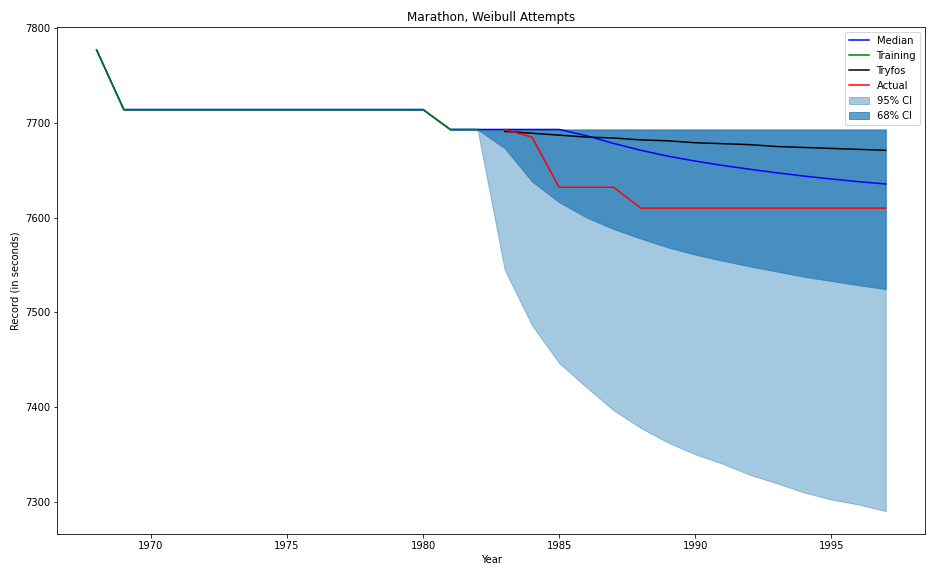 Marathon, Weibull Attempts
7800
7700
7600
7500
7400
7300
Record (in seconds)
Median
Training
Tryfos
Actual
95% CI
68% CI
1970
1975
1980
1985
1990
1995
Year